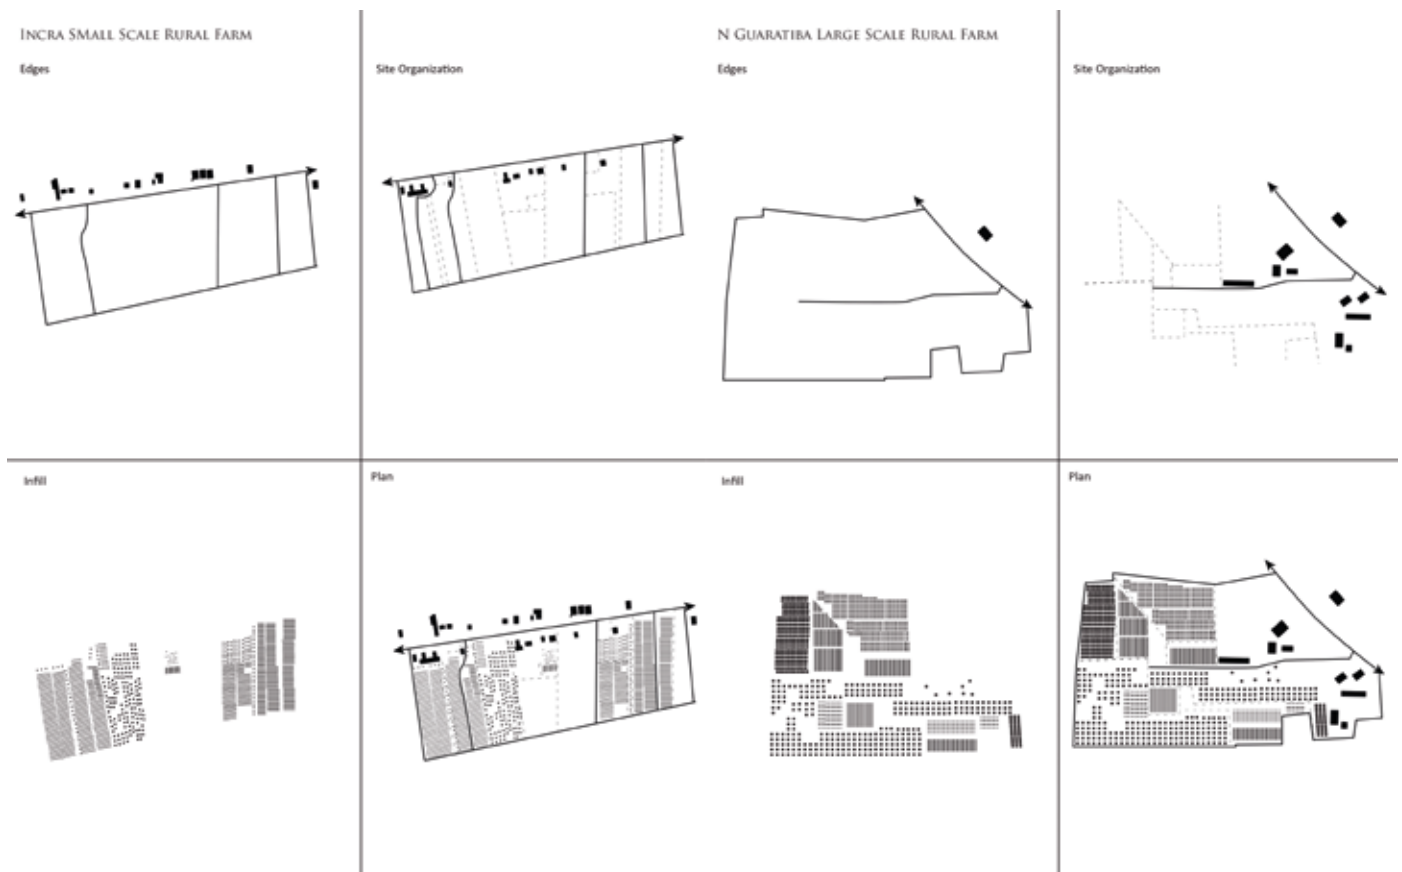 INCRA SMALL SCALE RURAL FARM
Edges
Site Organization
N GUARATIBA LARGE SCALE RURAL FARM
Edges
Site Organization
Infill
Plan
Infill
Plan